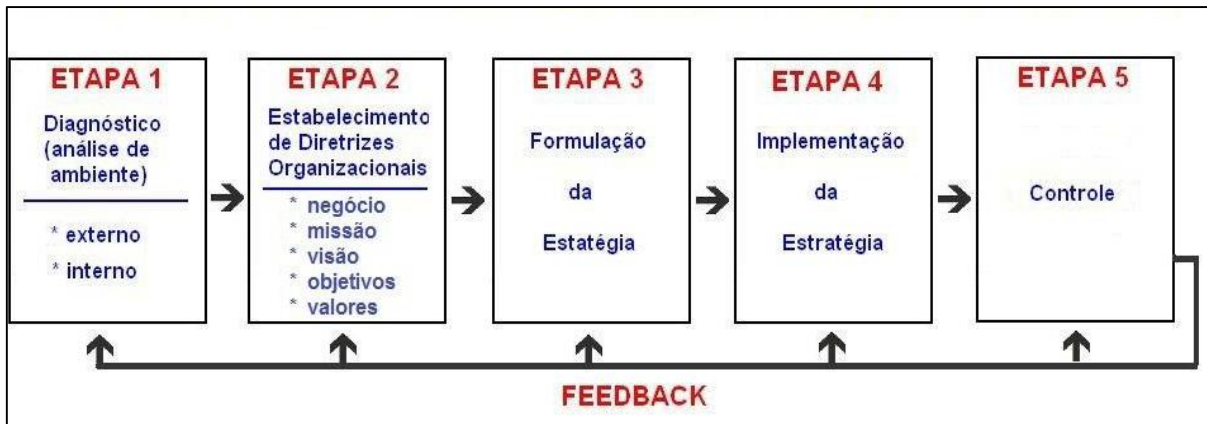 ETAPA 1
Diagnóstico
(análise de
ambiente)
* externo
* interno
ETAPA 2
Estabelecimento
de Diretrizes
Organizacionais
* negócio
* missão
* visão
* objetivos
* valores
ETAPA 3
Formulação
da
Estatégia
ETAPA 4
Implementação
da
Estratégia
ETAPA 5
Controle
FEEDBACK